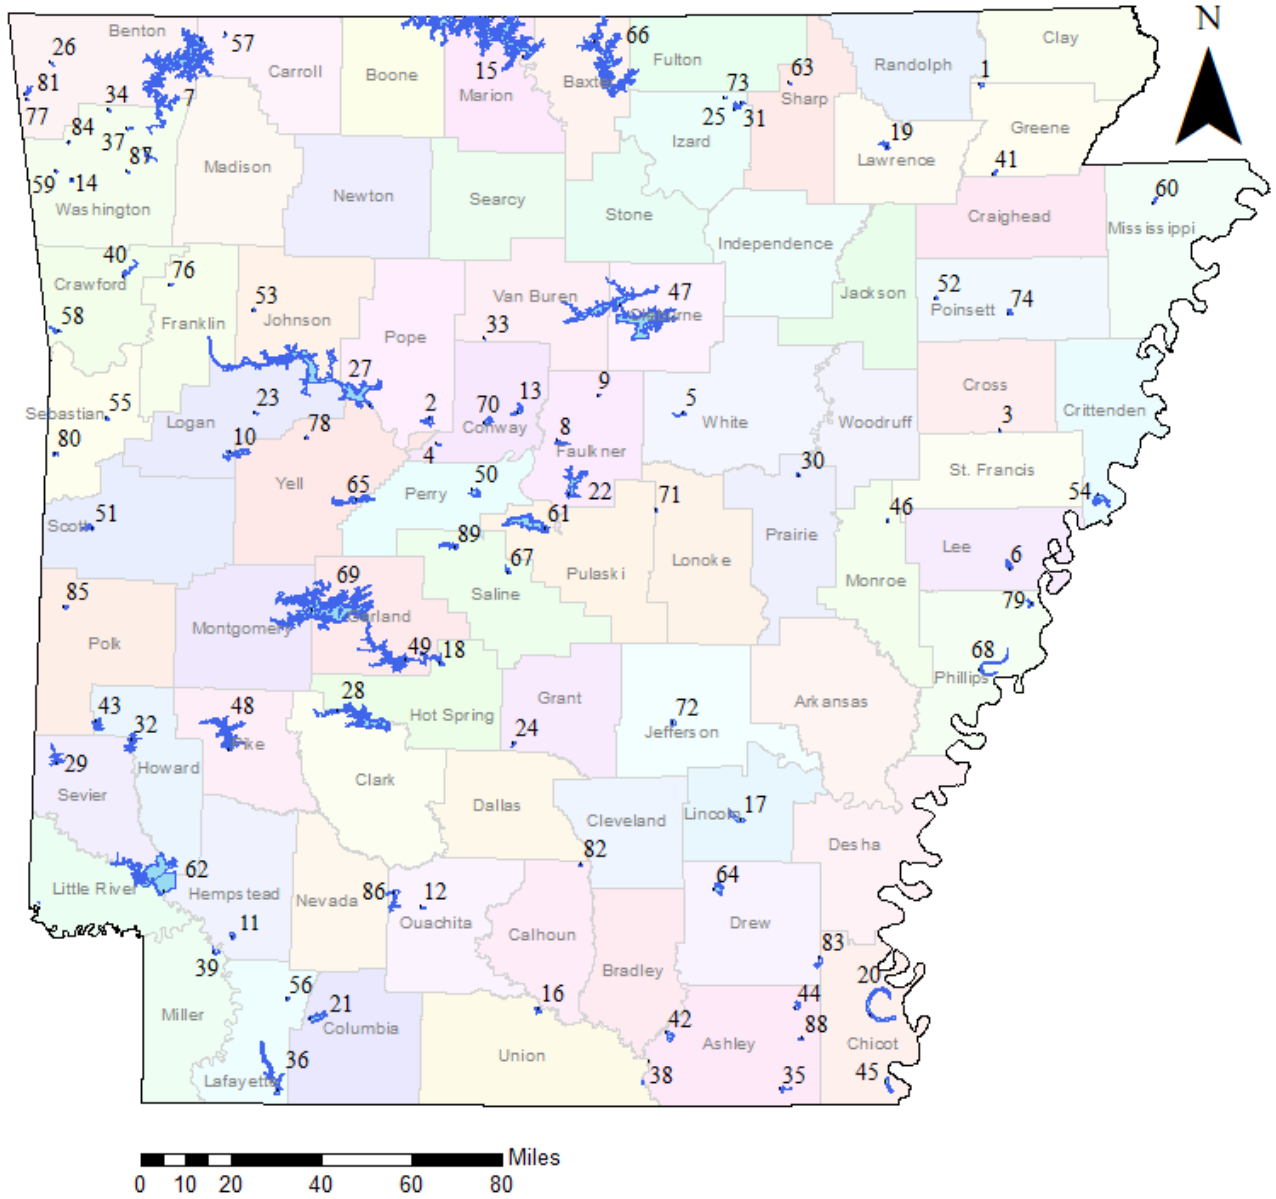 N
Benton
57
66
Clay
26
Carroll
Boone
15
Marion
Baxter
Fulton
63
Randolph
1
81
34
7
73
Sharp
77
25
31
Greene
84
37
87
Izard
19
Lawrence
41
59
14
Madison
Newton
Searcy
60
Washington
Stone
Craighead
Mississippi
Independence
40
76
Crawford
Van Buren
47
Cleburne
Jackson
52
Poinsett
74
53
Johnson
58
Franklin
33
Pope
27
9
Cross
Sebastian
55
Logan
23
2
70
13
Conway
5
White
Woodruff
3
Crittenden
80
10
78
4
8
Faulkner
St. Francis
Yell
65
Perry
50
22
71
30
54
Scott
51
89
61
Prairie
46
Lee
6
67
Pulaski
Lonoke
Monroe
85
69
Saline
79
Polk
Montgomery
Garland
49
18
68
Phillips
43
32
48
Pike
28
Hot Spring
Grant
24
72
Jefferson
Arkansas
29
Howard
Sevier
Clark
Dallas
Cleveland
Lincoln
17
Desha
82
62
Little River
Hempstead
Nevada
86
12
Ouachita
64
Drew
11
39
Calhoun
Bradley
83
20
56
21
Miller
Columbia
16
42
44
88
Ashley
Chicot
36
Lafayette
Union
38
35
45
Miles
0 10 20 40 60 80